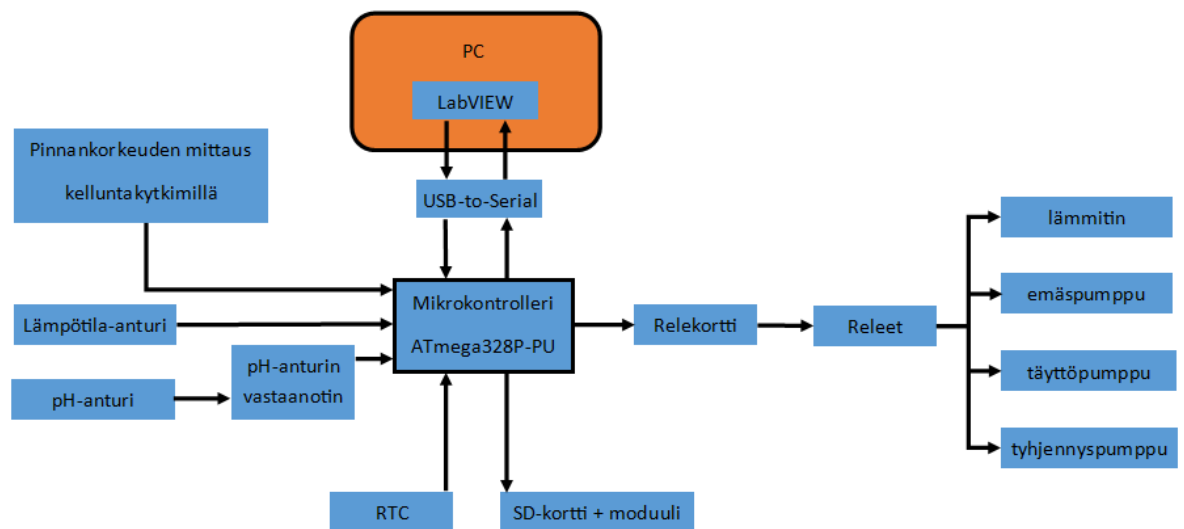 PC
LabVIEW
Pinnankorkeuden mittaus
kelluntakytkimillä
USB-to-Serial
lämmitin
emäspumppu
Mikrokontrolleri
ATmega328P-PU
Lämpötila-anturi
Relekortti
Releet
pH-anturin
vastaanotin
pH-anturi
täyttöpumppu
tyhjennyspumppu
RTC
SD-kortti + moduuli